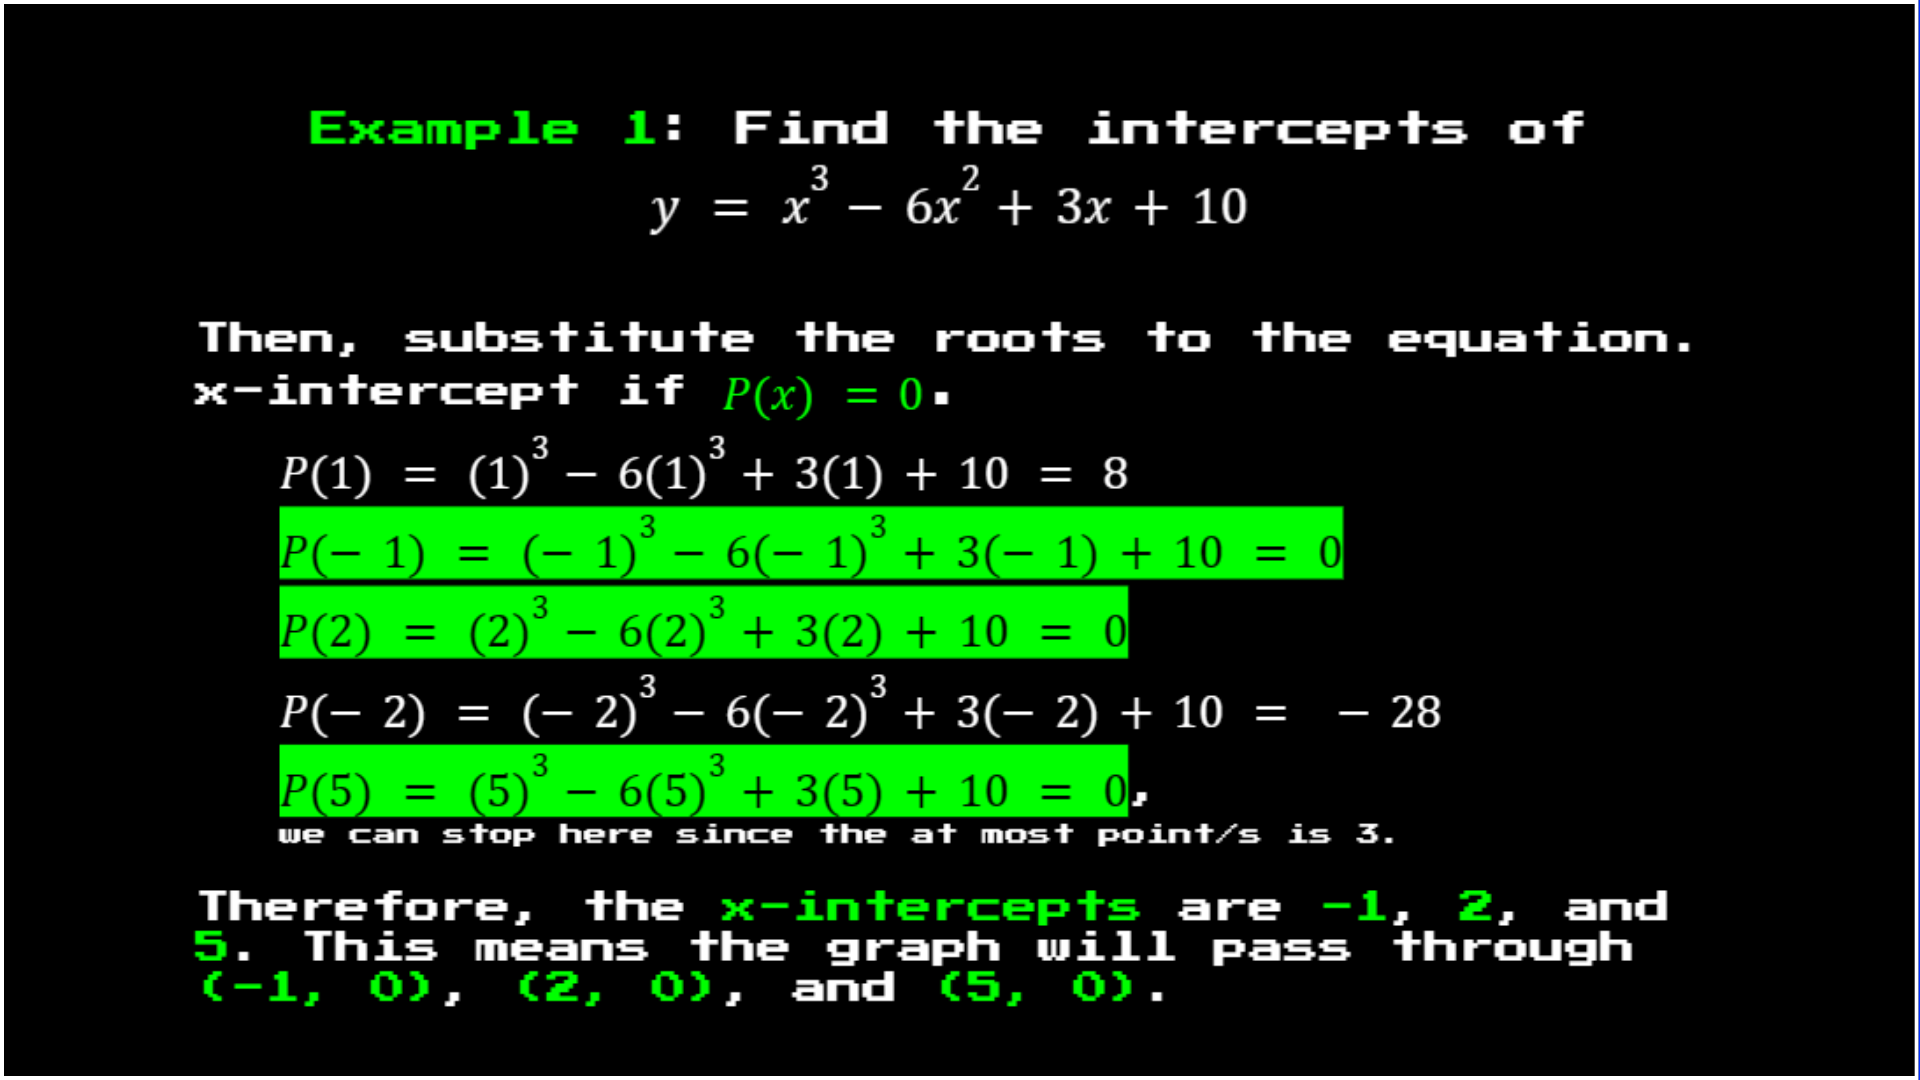 Example 1: Find the intercepts of
y = x³ − 6x² + 3x + 10
Then, substitute the roots to the equation.
x-intercept if P(x) = 0.
P(1) = (1)³ − 6(1)³ + 3(1) + 10 = 8
P(− 1) = (− 1)³ − 6(− 1)³ + 3(− 1) + 10 = 0
P(2) = (2)³ − 6(2)³ + 3(2) + 10 = 0
P(− 2) = (− 2)³ − 6(− 2)³ + 3(− 2) + 10 = − 28
P(5) = (5)³ − 6(5)³ + 3(5) + 10 = 0,
we can stop here since the at most point/s is 3.
Therefore, the x-intercepts are -1, 2, and
5. This means the graph will pass through
(-1, 0), (2, 0), and (5, 0).